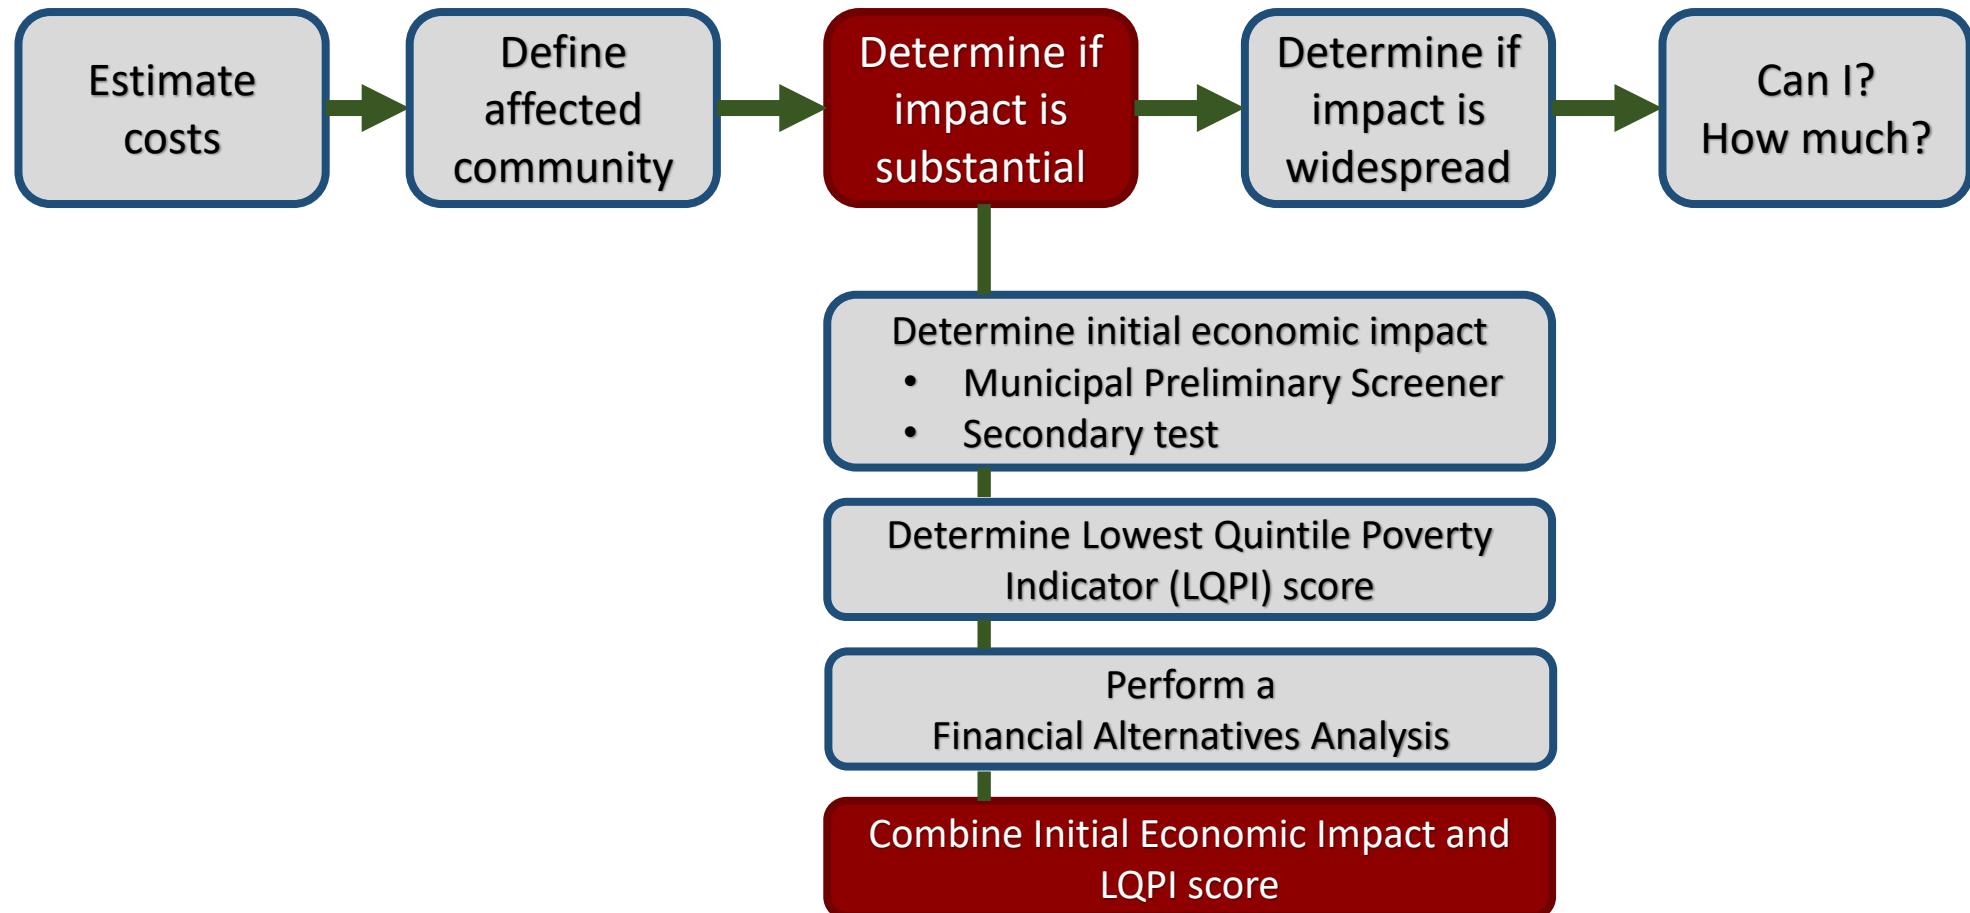 Estimate
costs
Define
affected
community
Determine if
impact is
substantial
Determine if
impact is
widespread
Can I?
How much?
Determine initial economic impact
• Municipal Preliminary Screener
• Secondary test
Determine Lowest Quintile Poverty
Indicator (LQPI) score
Perform a
Financial Alternatives Analysis
Combine Initial Economic Impact and
LQPI score